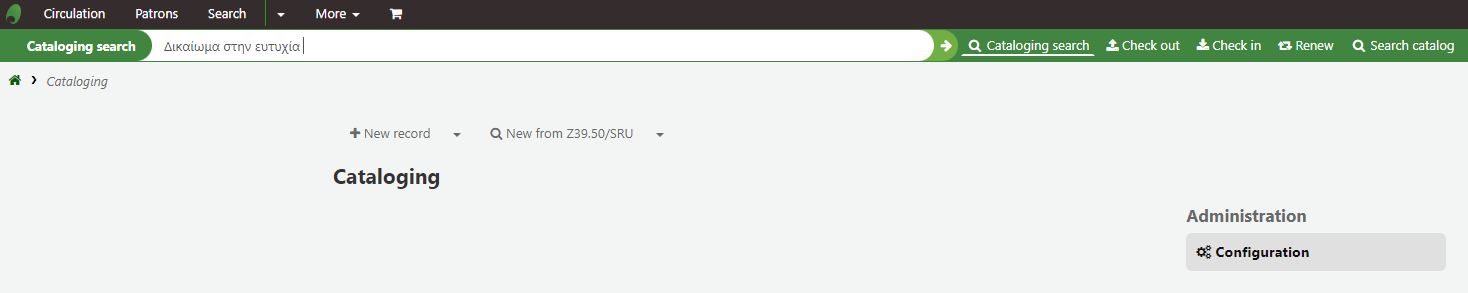 Circulation Patrons Search More
Cataloging search Δικαίωμα στην ευτυχία Cataloging search Check out Check in Renew Search catalog
Cataloging
New record New from Z39.50/SRU
Cataloging
Administration
Configuration